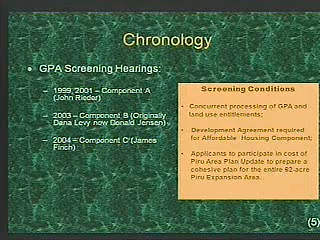 Chronology
• GPA Screening Hearings:
– 1999, 2001 – Component A
(John Rieder)
– 2003 – Component B (Originally
Dana Levy now Donald Jensen)
– 2004 – Component C (James
Finch)
Screening Conditions
• Concurrent processing of GPA and
land use entitlements;
• Development Agreement required
for Affordable Housing Component;
• Applicants to participate in cost of
Piru Area Plan Update to prepare a
cohesive plan for the entire 62-acre
Piru Expansion Area.
(5)